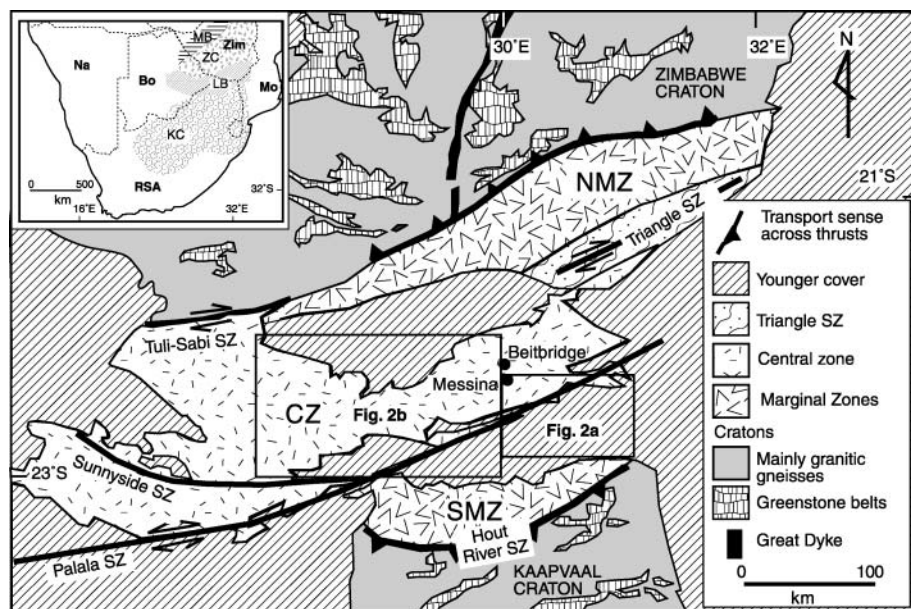 MB
Zim
Na
ZC
Bo
LB
Mo
KC
0 500
km
RSA
32°S
16°E
32°E
30°E
32°E
N
ZIMBABWE
CRATON
21°S
NMZ
Triangle SZ
Tuli-Sabi SZ
Beitbridge
Messina
CZ
Fig. 2b
Fig. 2a
23°S
Sunnyside SZ
SMZ
Hout
River SZ
Palala SZ
KAAPVAAL
CRATON
Transport sense
across thrusts
Younger cover
Triangle SZ
Central zone
Marginal Zones
Cratons
Mainly granitic
gneisses
Greenstone belts
Great Dyke
0 100
km